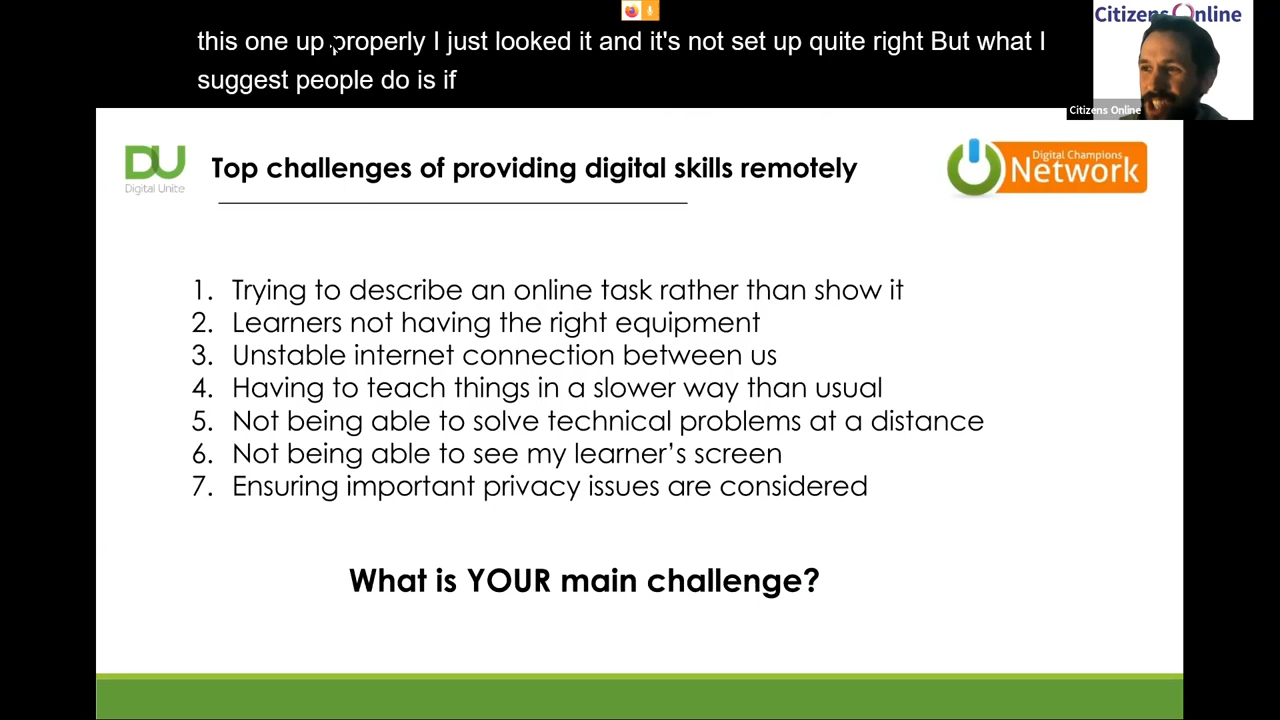 this one up properly I just looked it and it's not set up quite right But what I
suggest people do is if
Citizens Online
Citizens Online
DU
Digital Unite
Top challenges of providing digital skills remotely
Digital Champions
Network
1. Trying to describe an online task rather than show it
2. Learners not having the right equipment
3. Unstable internet connection between us
4. Having to teach things in a slower way than usual
5. Not being able to solve technical problems at a distance
6. Not being able to see my learner’s screen
7. Ensuring important privacy issues are considered
What is YOUR main challenge?